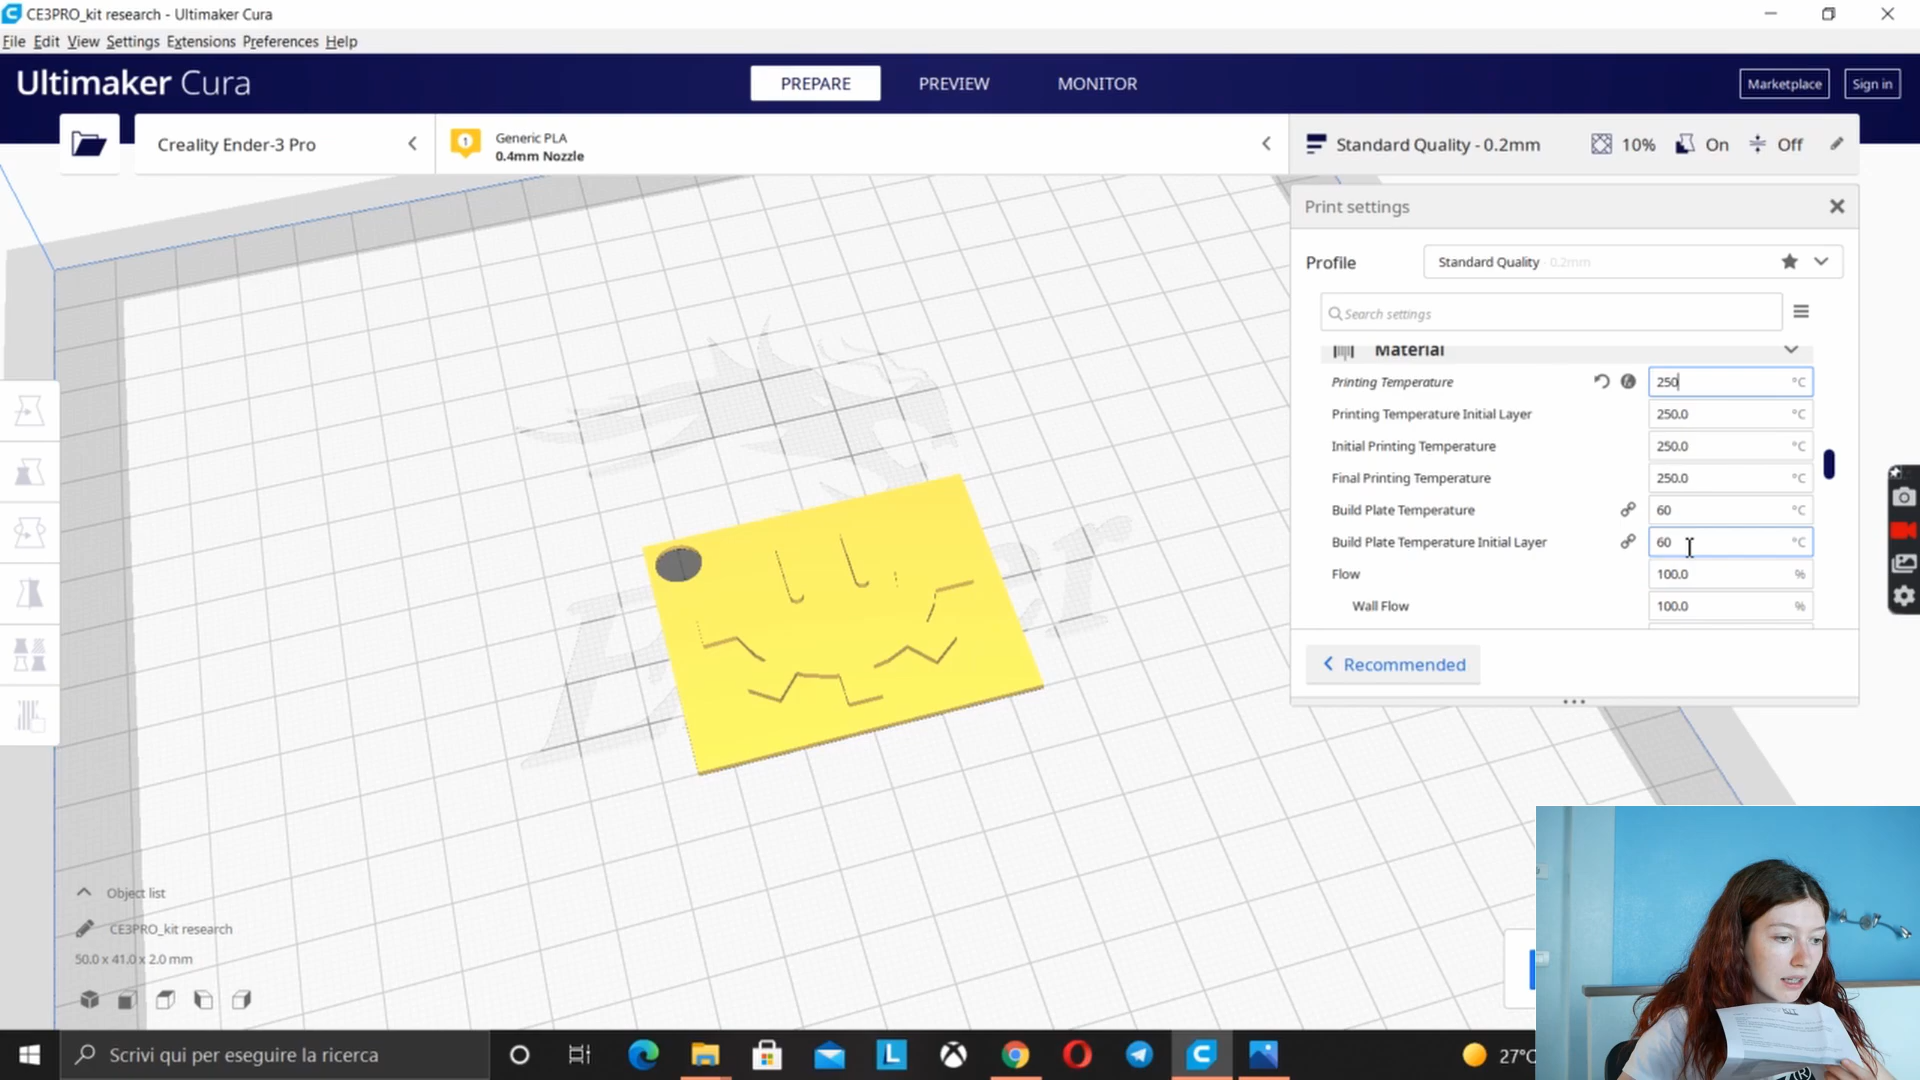 CE3PRO_kit research - Ultimaker Cura
File Edit View Settings Extensions Preferences Help
Ultimaker Cura
PREPARE
PREVIEW
MONITOR
Marketplace
Sign in
Creality Ender-3 Pro
1
Generic PLA
0.4mm Nozzle
Standard Quality - 0.2mm
10%
On
Off
Print settings
Profile
Standard Quality - 0.2mm
Search settings
Material
Printing Temperature 250 °C
Printing Temperature Initial Layer 250.0 °C
Initial Printing Temperature 250.0 °C
Final Printing Temperature 250.0 °C
Build Plate Temperature 60 °C
Build Plate Temperature Initial Layer 60 °C
Flow 100.0 %
Wall Flow 100.0 %
Recommended
Object list
CE3PRO_kit research
50.0 x 41.0 x 2.0 mm
Scrivi qui per eseguire la ricerca
27°C